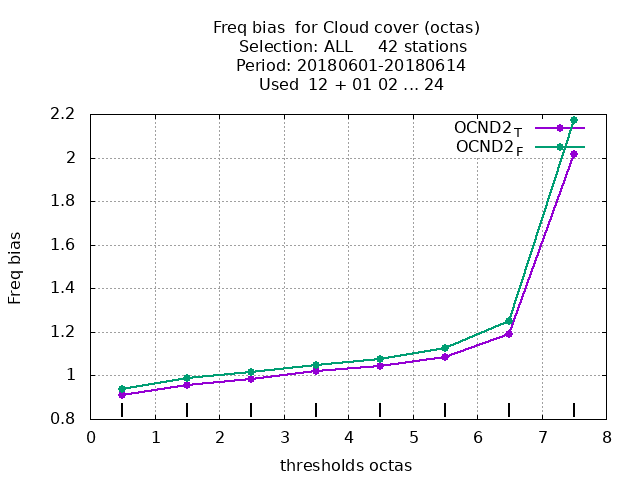 Freq bias  for Cloud cover (octas)
Selection: ALL     42 stations
Period: 20180601-20180614
Used  12 + 01 02 ... 24
OCND2T
OCND2F
Freq bias
2.2
2
1.8
1.6
1.4
1.2
1
0.8
0 1 2 3 4 5 6 7 8
thresholds octas